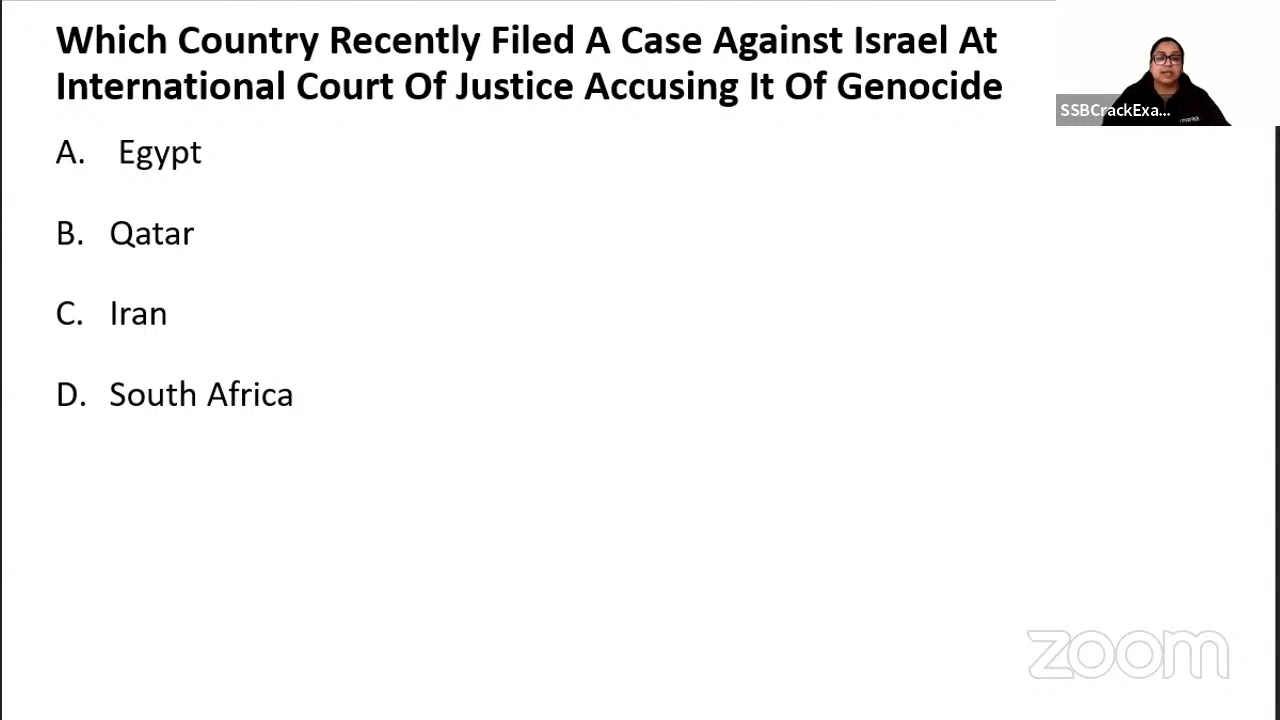 Which Country Recently Filed A Case Against Israel At
International Court Of Justice Accusing It Of Genocide
SSBCrackExa...
A. Egypt
B. Qatar
C. Iran
D. South Africa
zoom